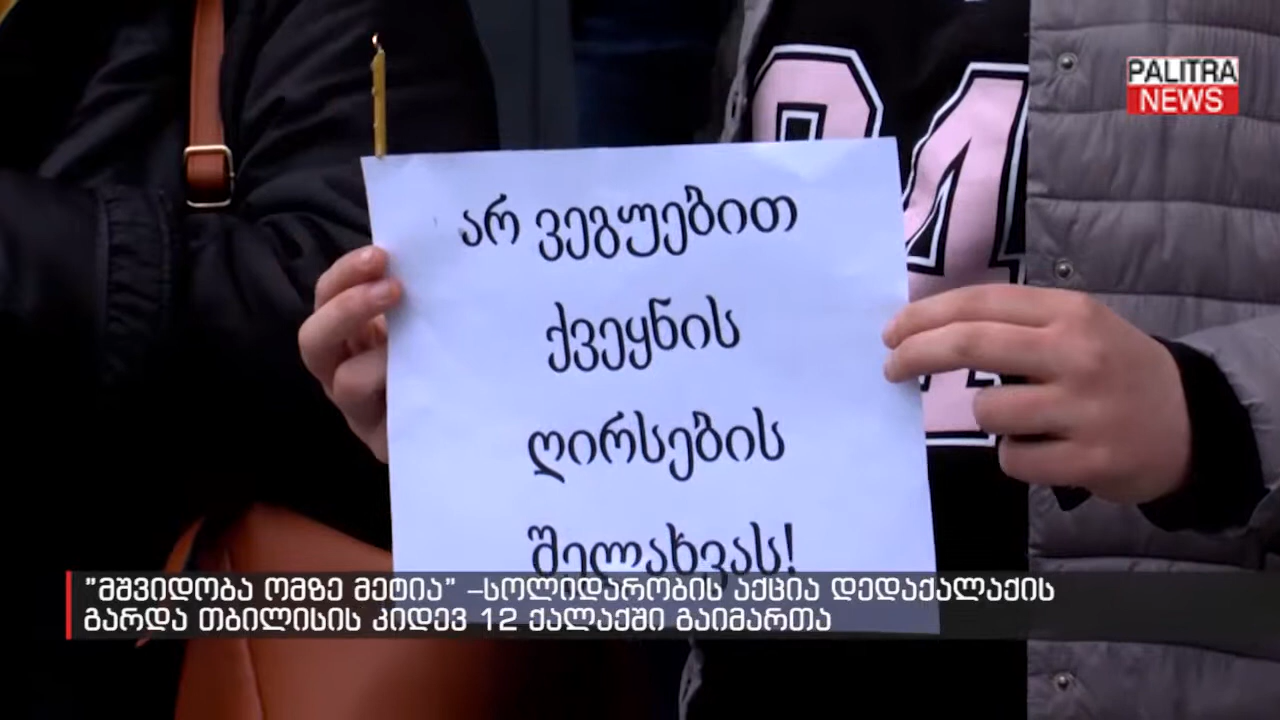 PALITRA
NEWS
94
არ ვეგუებით
ქვეყნის
ღირსების
შელახვას!
"მშვიდობა ომზე მეტია" –სოლიდარობის აქცია დედაქალაქის
გარდა თბილისის კიდევ 12 ქალაქში გაიმართა